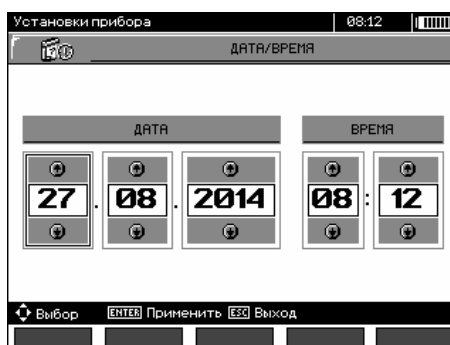 Установки прибора 08:12
ДАТА/ВРЕМЯ
ДАТА ВРЕМЯ
27 . 08 . 2014 08 : 12
Выбор ENTER Применить ESC Выход